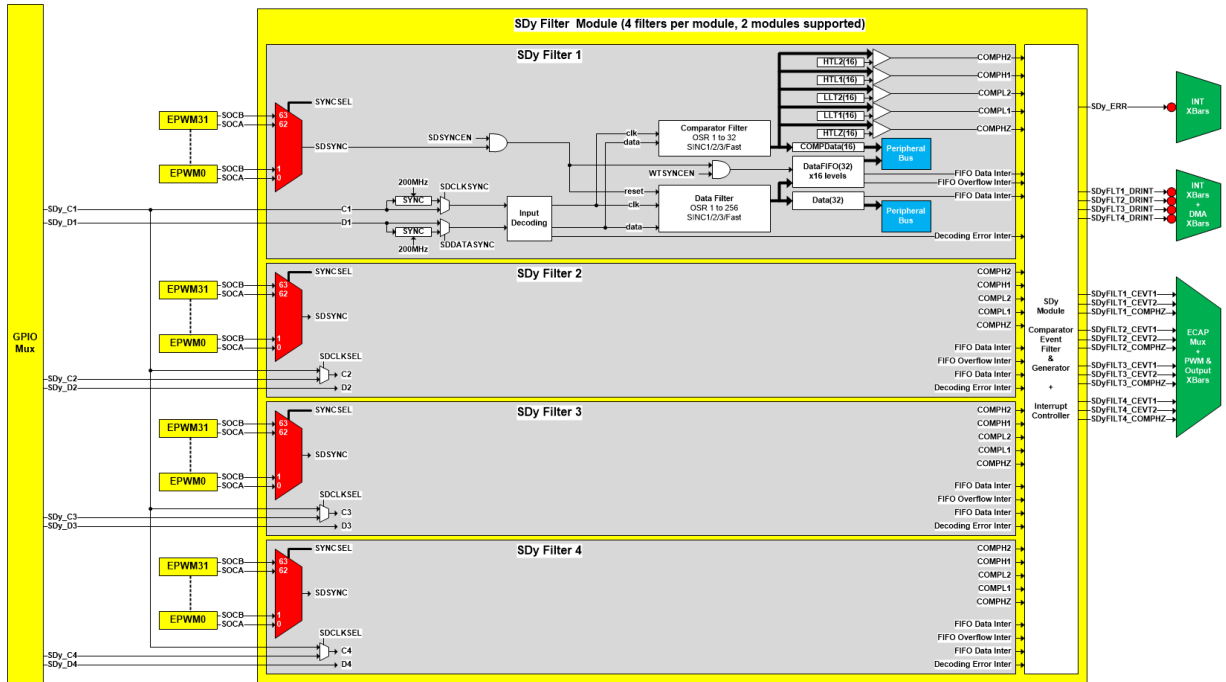 SDy Filter Module (4 filters per module, 2 modules supported)
GPIO
Mux
SDy_C1
SDy_D1
SDy_C2
SDy_D2
SDy_C3
SDy_D3
SDy_C4
SDy_D4
SDy Filter 1
EPWM31
EPWM0
SOCB
SOCA
SOCB
SOCA
63
62
1
0
SYNCSEL
SDSYNC
SDSYNCEN
WTSYNCEN
200MHz
SYNC
SDCLKSYNC
C1
D1
SYNC
200MHz
SDDATASYNC
Input
Decoding
clk
data
reset
clk
data
Comparator Filter
OSR 1 to 32
SINC1/2/3/Fast
Data Filter
OSR 1 to 256
SINC1/2/3/Fast
HTL2(16)
HTL1(16)
LLT2(16)
LLT1(16)
HTLZ(16)
COMPData(16)
DataFIFO(32)
x16 levels
Data(32)
Peripheral
Bus
Peripheral
Bus
COMPH2
COMPH1
COMPL2
COMPL1
COMPHZ
FIFO Data Inter
FIFO Overflow Inter
FIFO Data Inter
Decoding Error Inter
SDy Filter 2
EPWM31
EPWM0
SOCB
SOCA
SOCB
SOCA
63
62
1
0
SYNCSEL
SDSYNC
SDCLKSEL
C2
D2
COMPH2
COMPH1
COMPL2
COMPL1
COMPHZ
FIFO Data Inter
FIFO Overflow Inter
FIFO Data Inter
Decoding Error Inter
SDy Filter 3
EPWM31
EPWM0
SOCB
SOCA
SOCB
SOCA
63
62
1
0
SYNCSEL
SDSYNC
SDCLKSEL
C3
D3
COMPH2
COMPH1
COMPL2
COMPL1
COMPHZ
FIFO Data Inter
FIFO Overflow Inter
FIFO Data Inter
Decoding Error Inter
SDy Filter 4
EPWM31
EPWM0
SOCB
SOCA
SOCB
SOCA
63
62
1
0
SYNCSEL
SDSYNC
SDCLKSEL
C4
D4
COMPH2
COMPH1
COMPL2
COMPL1
COMPHZ
FIFO Data Inter
FIFO Overflow Inter
FIFO Data Inter
Decoding Error Inter
SDy
Module
Comparator
Event
Filter
&
Generator
+
Interrupt
Controller
SDy_ERR
INT
XBars
SDyFLT1_DRINT
SDyFLT2_DRINT
SDyFLT3_DRINT
SDyFLT4_DRINT
INT
XBars
+
DMA
XBars
SDyFILT1_CEVT1
SDyFILT1_CEVT2
SDyFILT1_COMPHZ
SDyFILT2_CEVT1
SDyFILT2_CEVT2
SDyFILT2_COMPHZ
SDyFILT3_CEVT1
SDyFILT3_CEVT2
SDyFILT3_COMPHZ
SDyFILT4_CEVT1
SDyFILT4_CEVT2
SDyFILT4_COMPHZ
ECAP
Mux
+
PWM &
Output
XBars